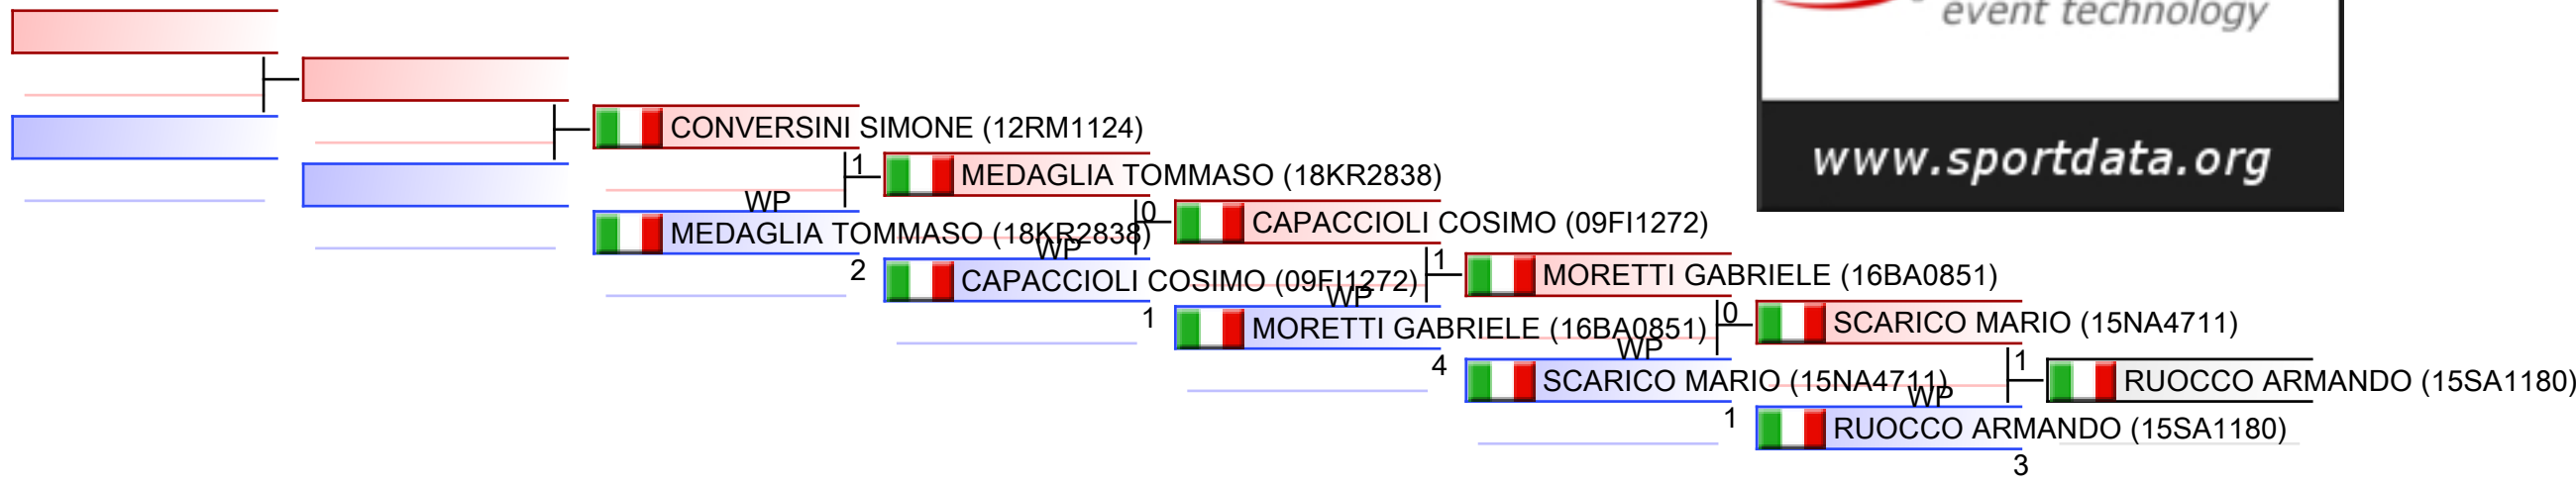 event technology
CONVERSINI SIMONE (12RM1124)
www.sportdata.org
1
MEDAGLIA TOMMASO (18KR2838)
WP
0
CAPACCIOLI COSIMO (09FI1272)
MEDAGLIA TOMMASO (18KR2838)
WP
2
1
MORETTI GABRIELE (16BA0851)
CAPACCIOLI COSIMO (09FI1272)
WP
1
0
SCARICO MARIO (15NA4711)
MORETTI GABRIELE (16BA0851)
WP
4
1
RUOCCO ARMANDO (15SA1180)
SCARICO MARIO (15NA4711)
WP
1
RUOCCO ARMANDO (15SA1180)
3